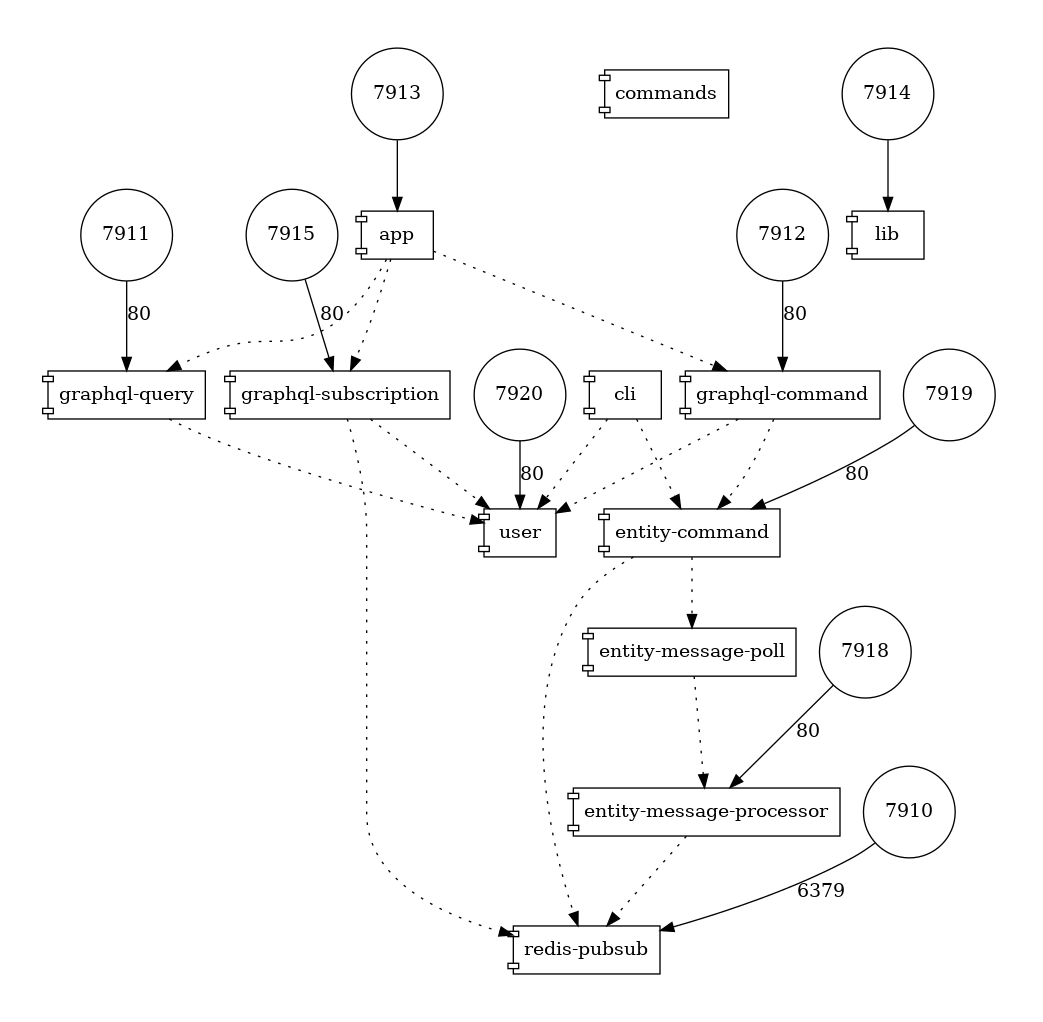 7913
commands
7914
7911
7915
app
7912
lib
80
80
80
graphql-query
graphql-subscription
7920
cli
graphql-command
7919
80
80
user
entity-command
entity-message-poll
7918
80
entity-message-processor
7910
6379
redis-pubsub